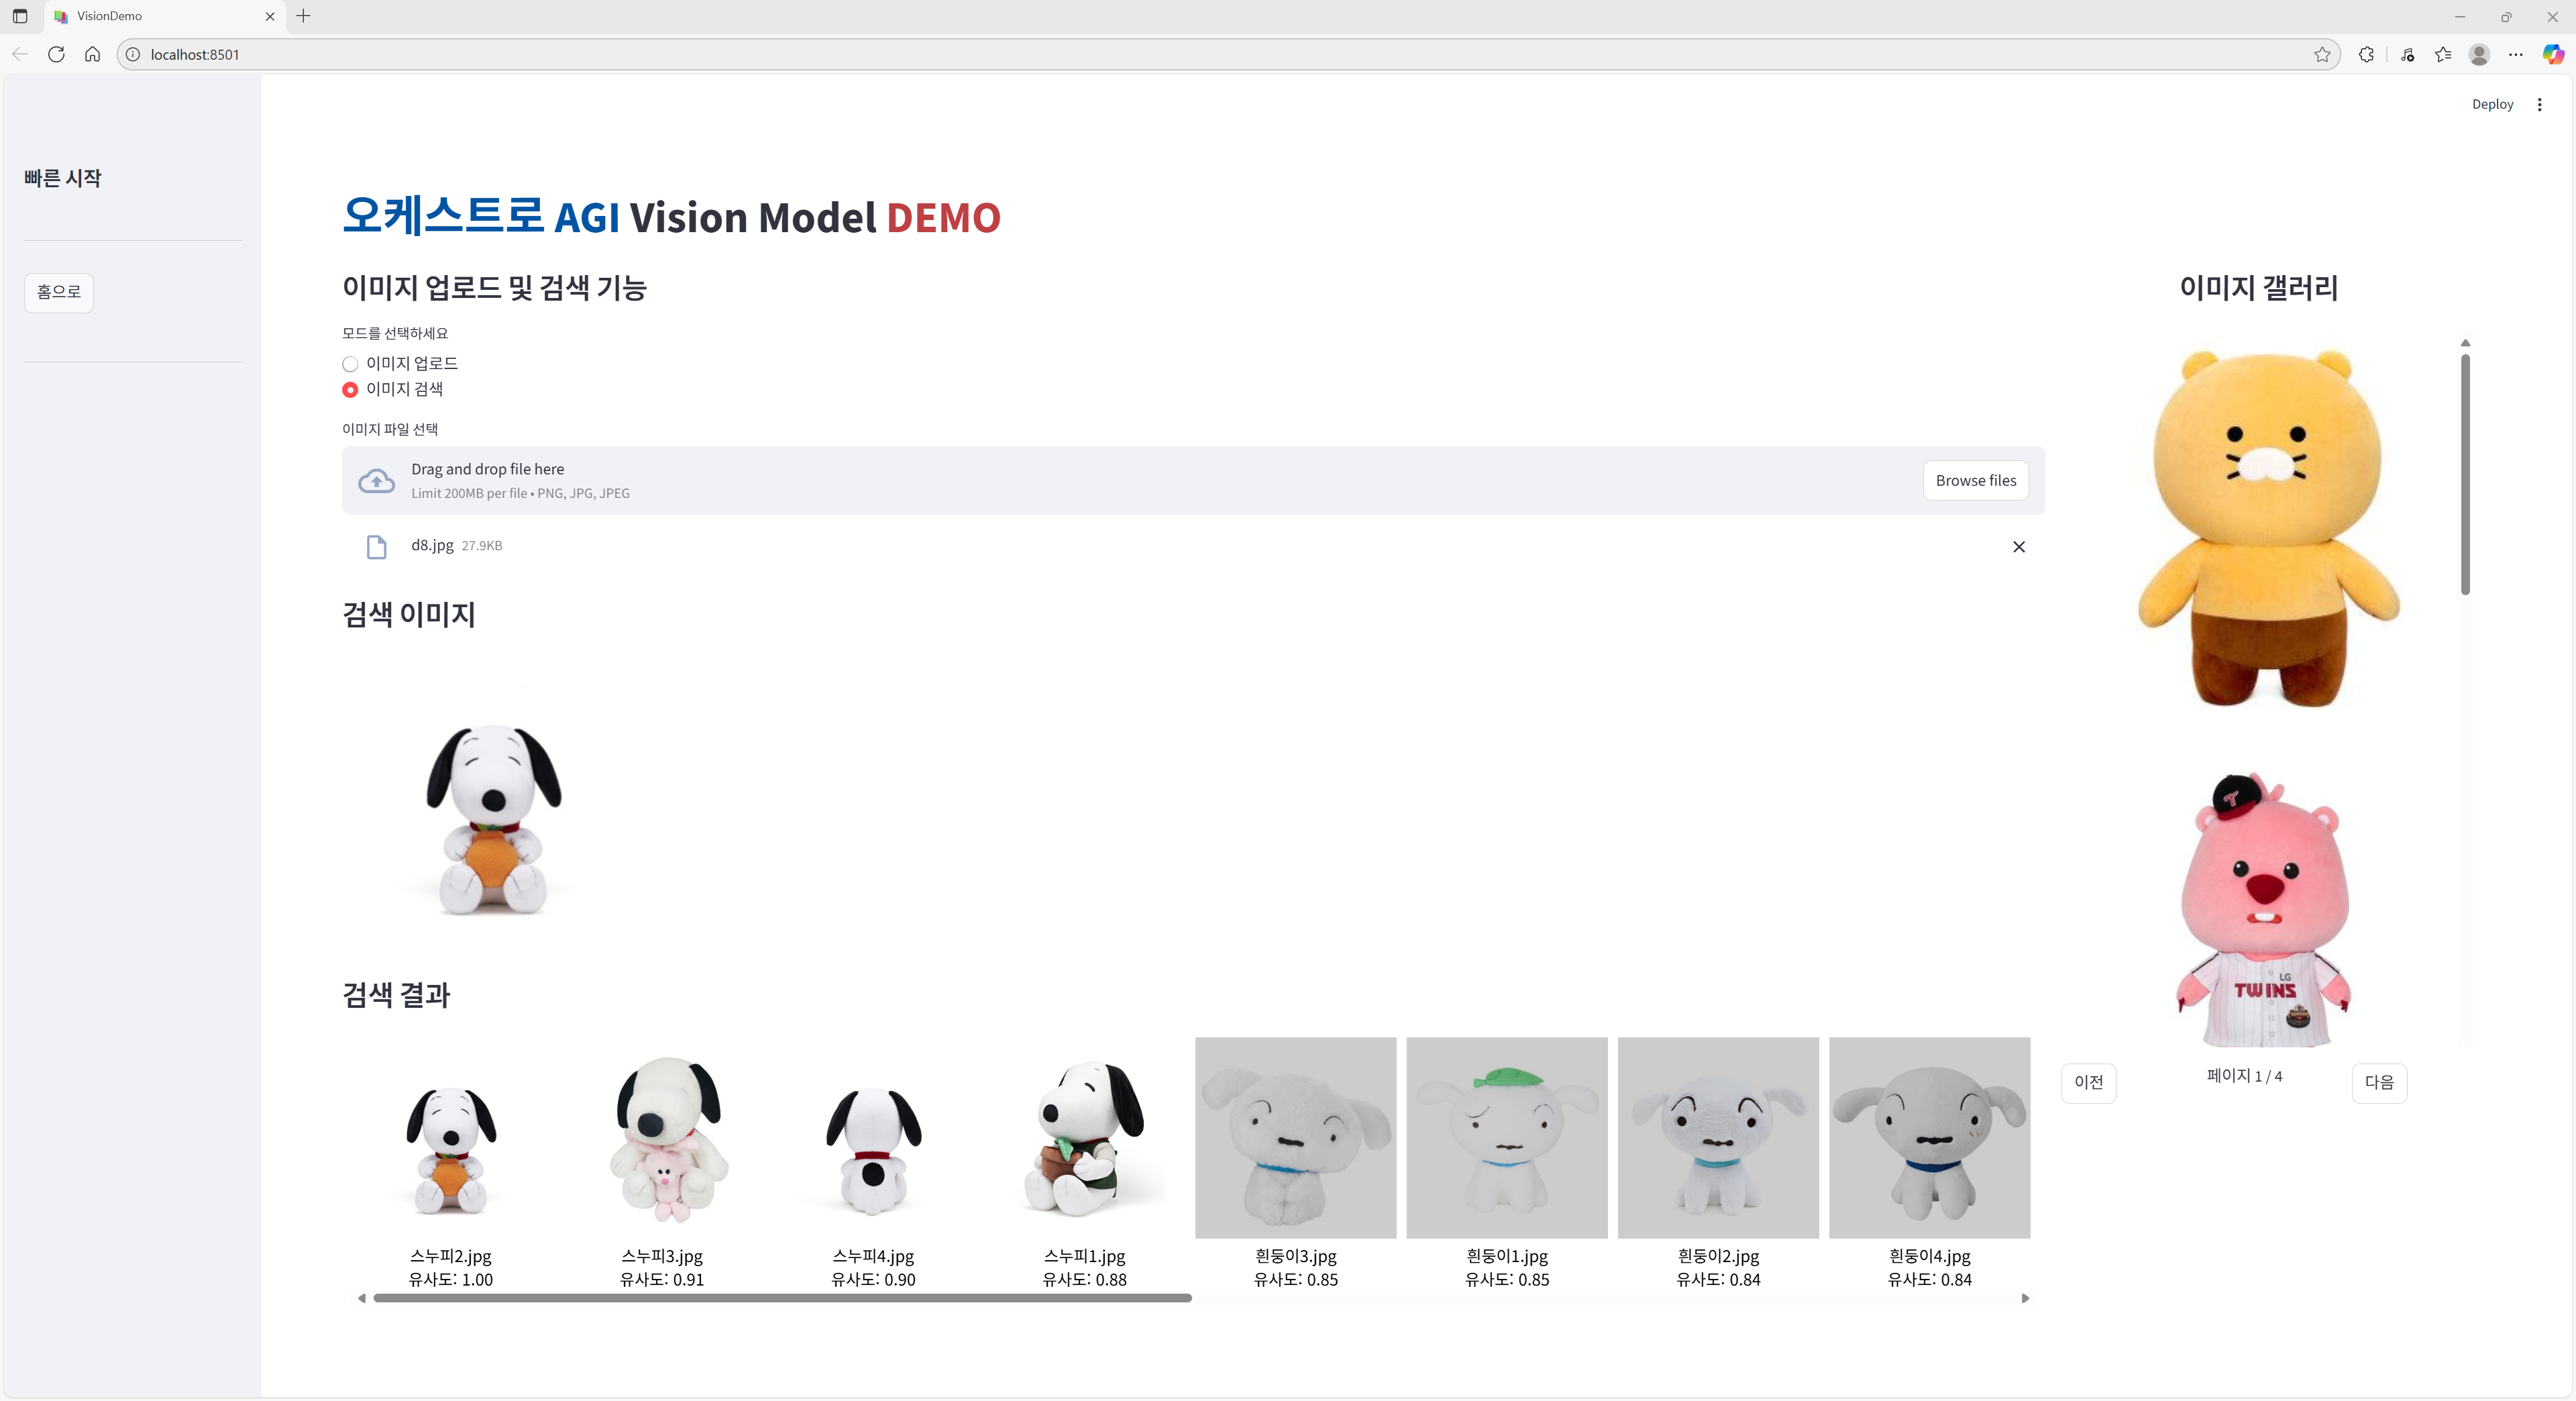 VisionDemo
localhost:8501
Deploy
빠른 시작
홈으로
오케스트로 AGI Vision Model DEMO
이미지 업로드 및 검색 기능
모드를 선택하세요
이미지 업로드
이미지 검색
이미지 파일 선택
Drag and drop file here
Limit 200MB per file • PNG, JPG, JPEG
Browse files
d8.jpg 27.9KB
검색 이미지
검색 결과
스누피2.jpg
유사도: 1.00
스누피3.jpg
유사도: 0.91
스누피4.jpg
유사도: 0.90
스누피1.jpg
유사도: 0.88
흰둥이3.jpg
유사도: 0.85
흰둥이1.jpg
유사도: 0.85
흰둥이2.jpg
유사도: 0.84
흰둥이4.jpg
유사도: 0.84
이미지 갤러리
T
LG
TWINS
이전
페이지 1 / 4
다음